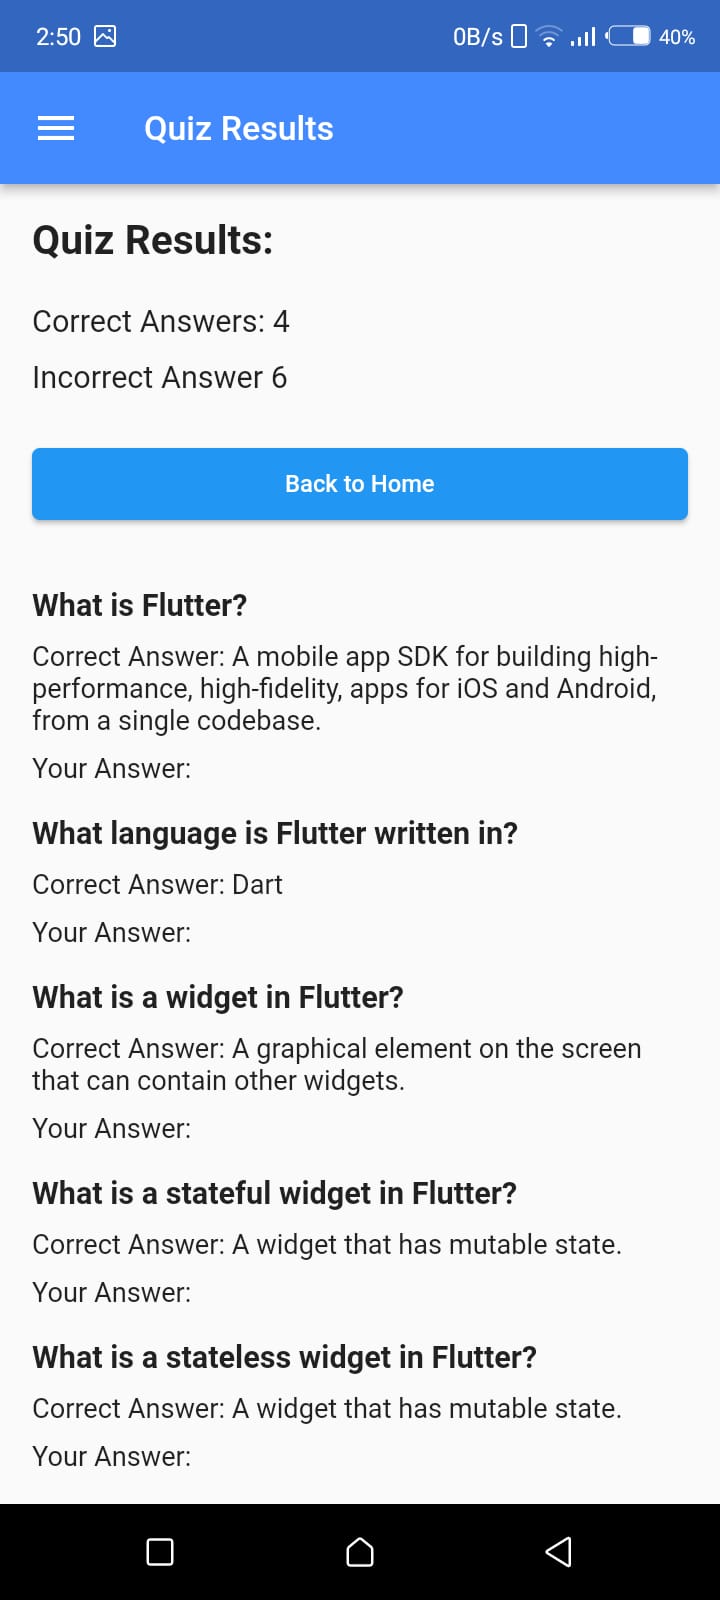 2:50 0B/s 40%
Quiz Results
Quiz Results:
Correct Answers: 4
Incorrect Answer 6
Back to Home
What is Flutter?
Correct Answer: A mobile app SDK for building high-
performance, high-fidelity, apps for iOS and Android,
from a single codebase.
Your Answer:
What language is Flutter written in?
Correct Answer: Dart
Your Answer:
What is a widget in Flutter?
Correct Answer: A graphical element on the screen
that can contain other widgets.
Your Answer:
What is a stateful widget in Flutter?
Correct Answer: A widget that has mutable state.
Your Answer:
What is a stateless widget in Flutter?
Correct Answer: A widget that has mutable state.
Your Answer: